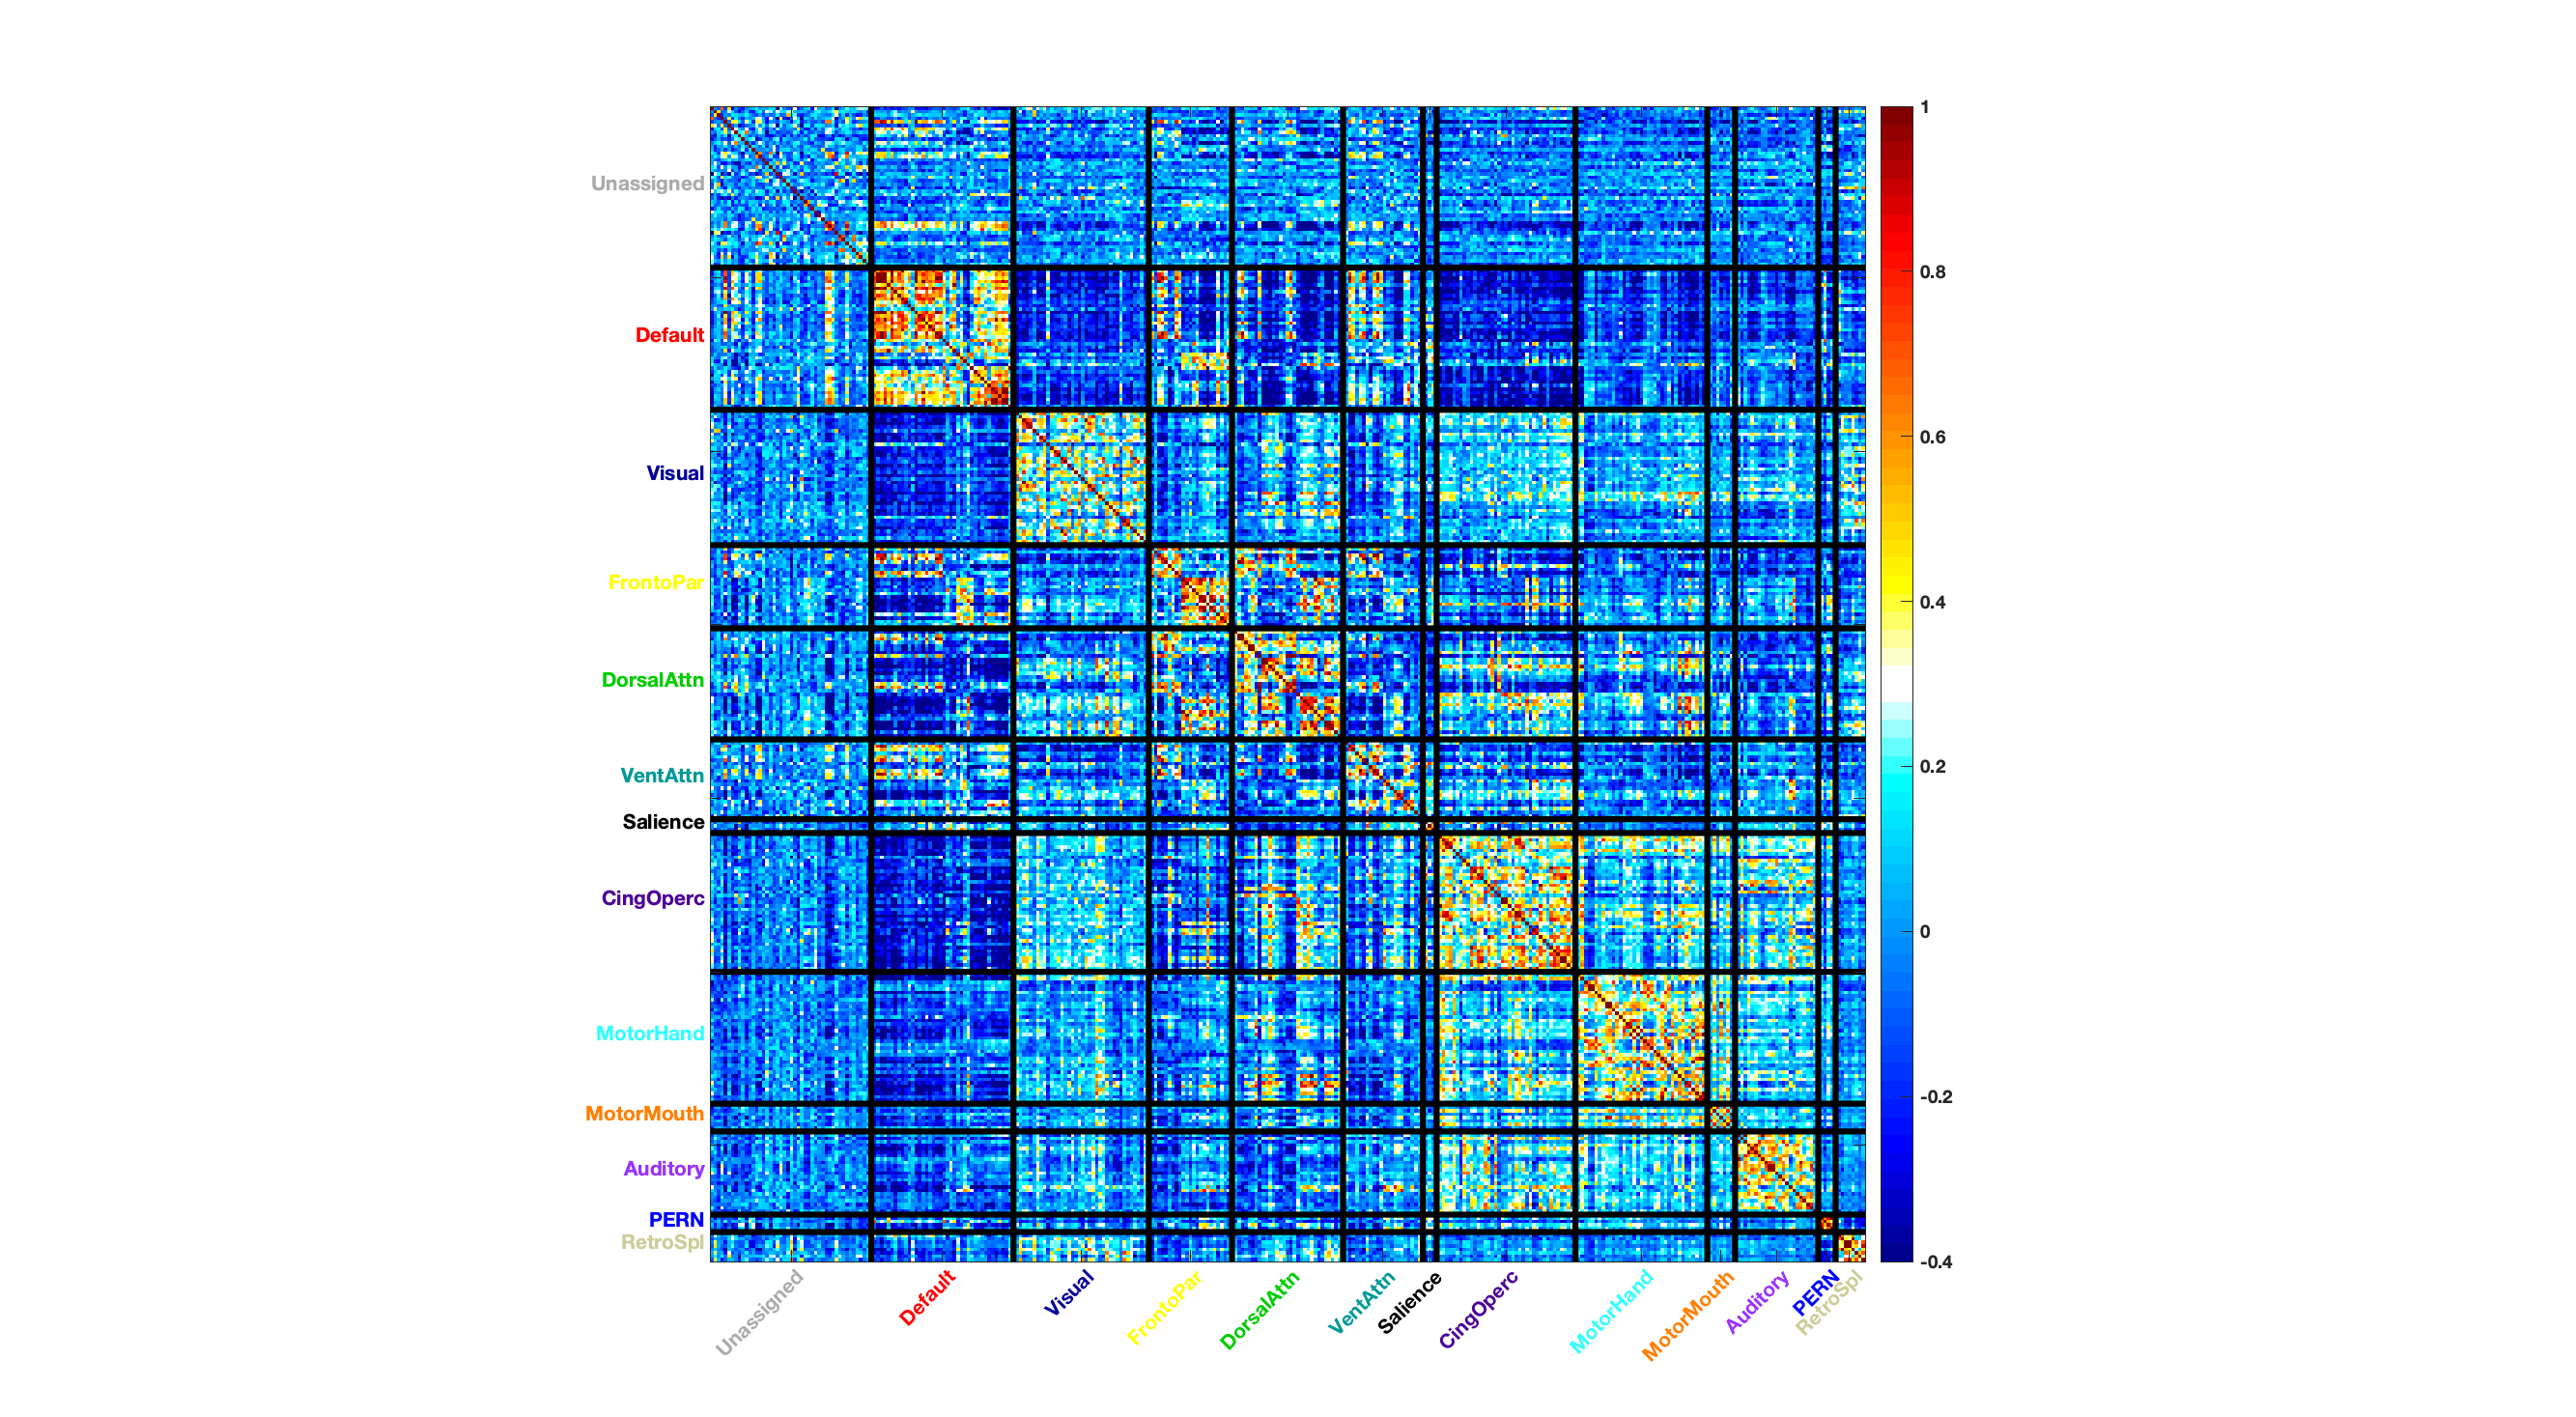 Unassigned
Default
Visual
FrontoPar
DorsalAttn
VentAttn
Salience
CingOperc
MotorHand
MotorMouth
Auditory
PERN
RetroSpl
Unassigned
Default
Visual
FrontoPar
DorsalAttn
VentAttn
Salience
CingOperc
MotorHand
MotorMouth
Auditory
PERN
RetroSpl
1
0.8
0.6
0.4
0.2
0
-0.2
-0.4